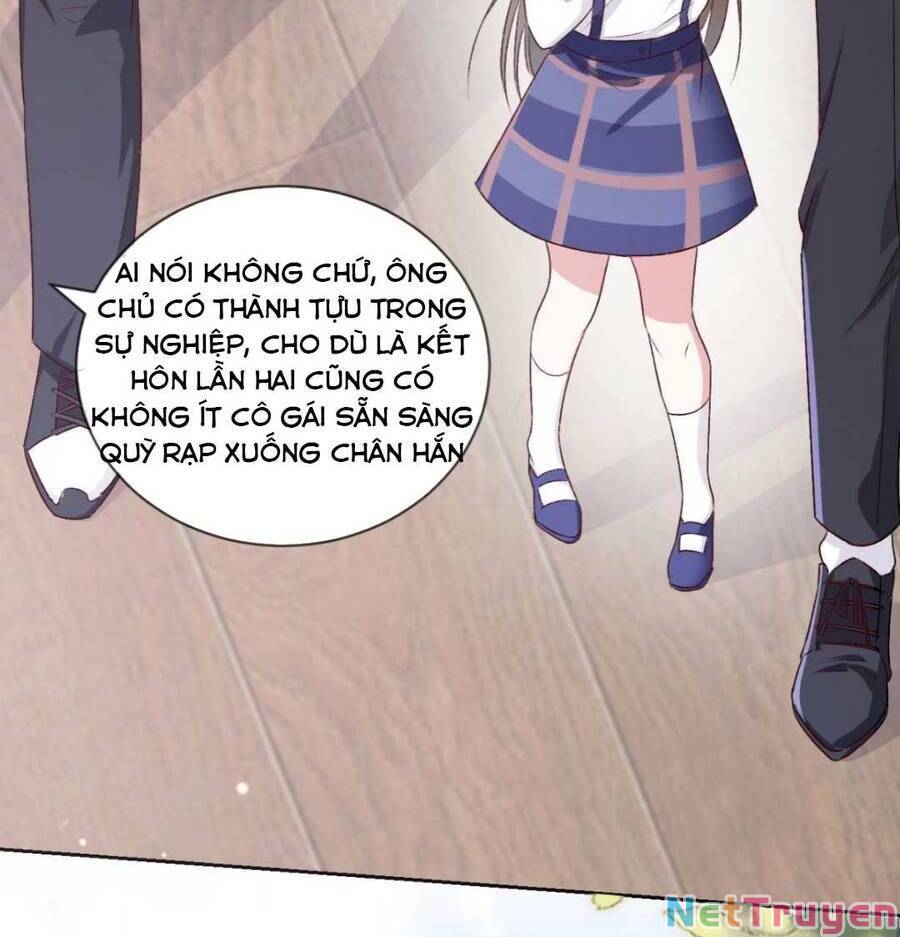 AI NÓI KHÔNG CHỨ, ÔNG
CHỦ CÓ THÀNH TỰU TRONG
SỰ NGHIỆP, CHO DÙ LÀ KẾT
HÔN LẦN HAI CŨNG CÓ
KHÔNG ÍT CÔ GÁI SẴN SÀNG
QUỲ RẠP XUỐNG CHÂN HẮN
NETTRUYEN